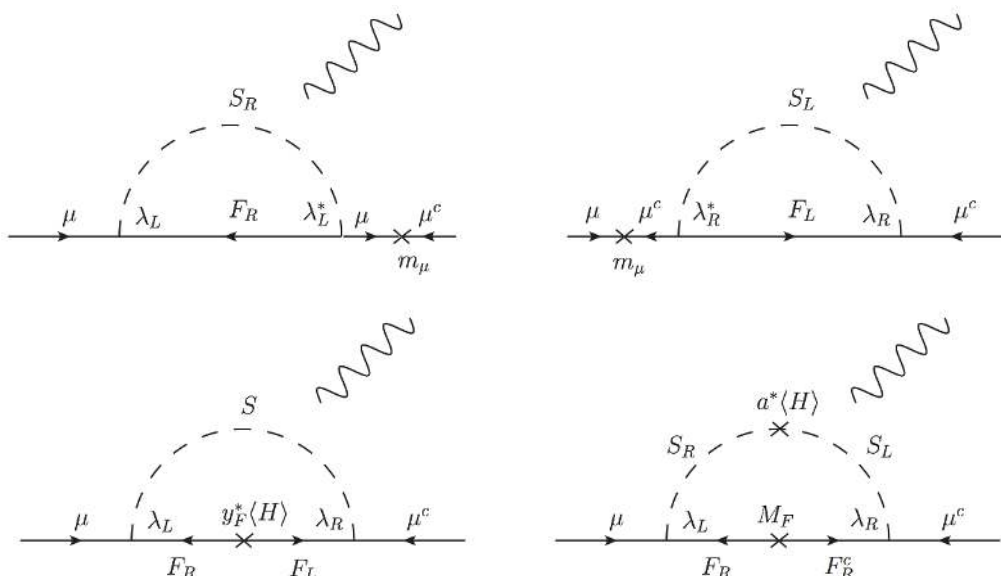 S_R
μ λ_L F_R λ_L^* μ μ^c
m_μ
S_L
μ μ^c λ_R^* F_L λ_R μ^c
m_μ
S
μ λ_L y_F^*⟨H⟩ λ_R μ^c
F_R F_L
a^*⟨H⟩
S_R S_L
μ λ_L M_F λ_R μ^c
F_R F_R^c